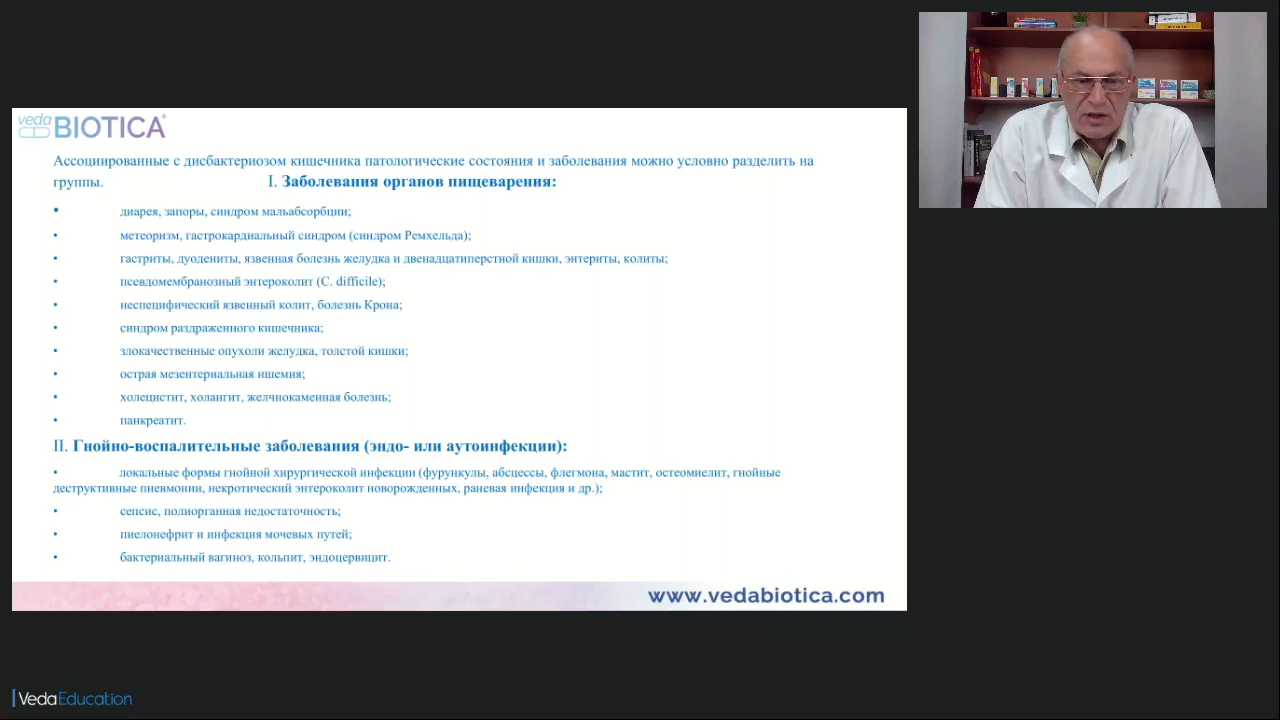 veda
BIOTICA®
Ассоциированные с дисбактериозом кишечника патологические состояния и заболевания можно условно разделить на
группы. I. Заболевания органов пищеварения:
• диарея, запоры, синдром мальабсорбции;
• метеоризм, гастрокардиальный синдром (синдром Ремхельда);
• гастриты, дуодениты, язвенная болезнь желудка и двенадцатиперстной кишки, энтериты, колиты;
• псевдомембранозный энтероколит (C. difficile);
• неспецифический язвенный колит, болезнь Крона;
• синдром раздраженного кишечника;
• злокачественные опухоли желудка, толстой кишки;
• острая мезентериальная ишемия;
• холецистит, холангит, желчнокаменная болезнь;
• панкреатит.
II. Гнойно-воспалительные заболевания (эндо- или аутоинфекции):
• локальные формы гнойной хирургической инфекции (фурункулы, абсцессы, флегмона, мастит, остеомиелит, гнойные
деструктивные пневмонии, некротический энтероколит новорожденных, раневая инфекция и др.);
• сепсис, полиорганная недостаточность;
• пиелонефрит и инфекция мочевых путей;
• бактериальный вагиноз, кольпит, эндоцервицит.
www.vedabiotica.com
VedaEducation